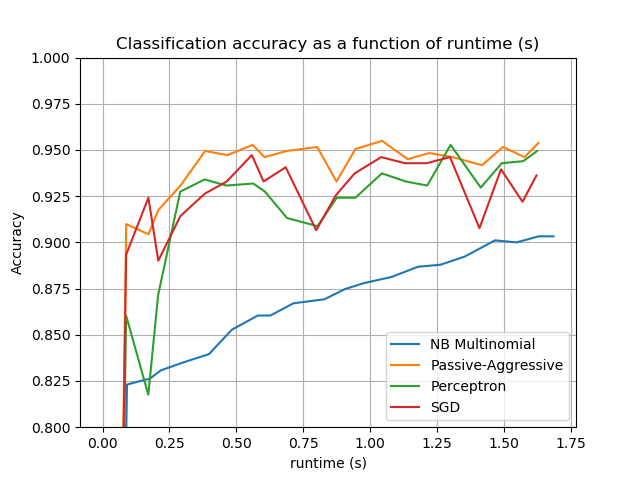 Classification accuracy as a function of runtime (s)
1.000
0.975
0.950
0.925
0.900
0.875
0.850
0.825
0.800
Accuracy
NB Multinomial
Passive-Aggressive
Perceptron
SGD
0.00 0.25 0.50 0.75 1.00 1.25 1.50 1.75
runtime (s)